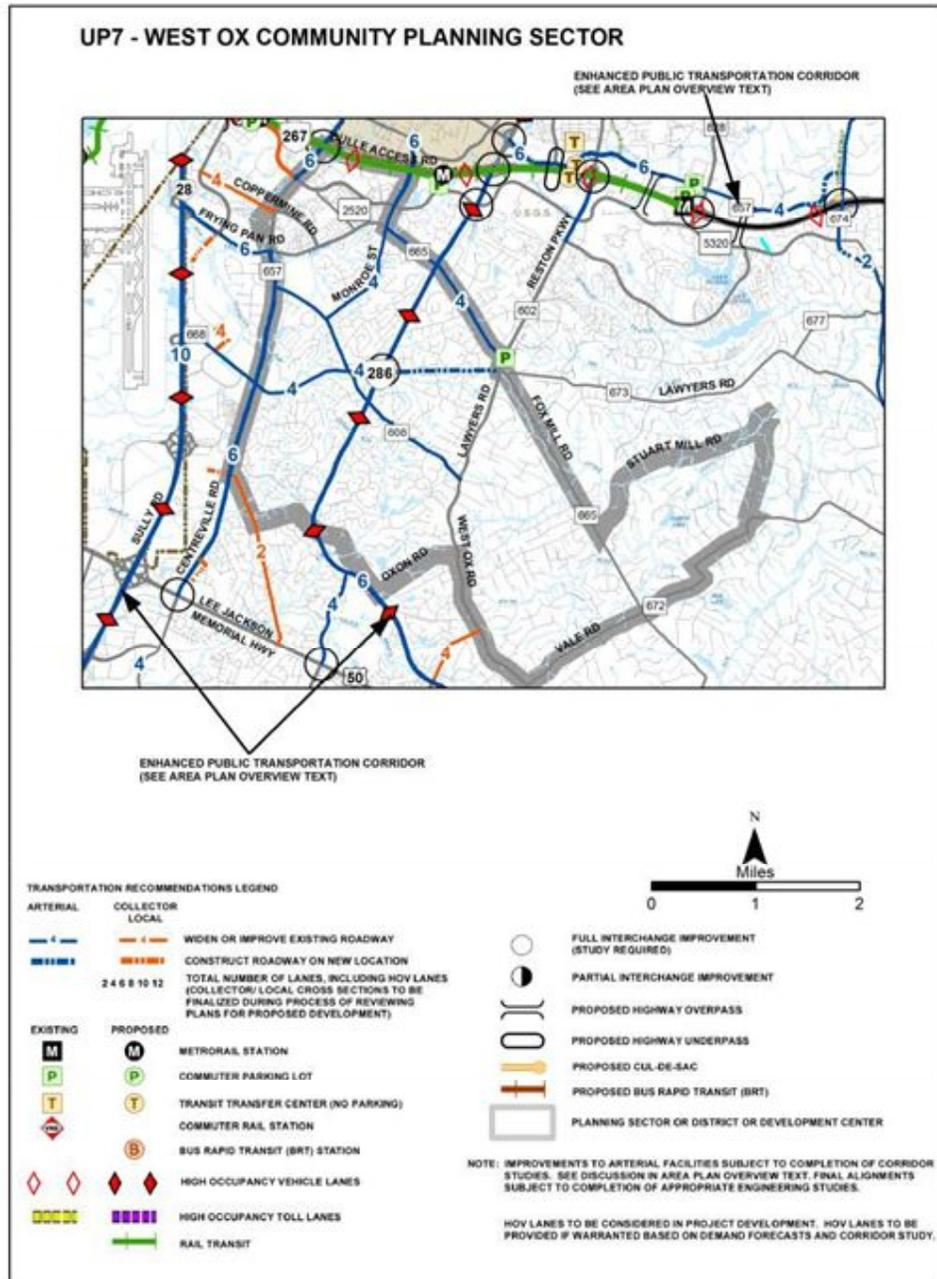 UP7 - WEST OX COMMUNITY PLANNING SECTOR
ENHANCED PUBLIC TRANSPORTATION CORRIDOR
(SEE AREA PLAN OVERVIEW TEXT)
267
ACCESS RD
6
6
6
6
28
4
COPPERMINE RD
2520
FRYING PAN RD
6
657
MONROE ST
4
665
4
RESTON PKWY
602
657
4
674
5320
2
677
668
4
10
4
4
286
P
673
LAWYERS RD
LAWYERS RD
608
FOX MILL RD
STUART MILL RD
6
665
SULLY RD
CENTREVILLE RD
2
WEST OX RD
OXON RD
6
4
672
VALE RD
LEE JACKSON
MEMORIAL HWY
4
4
50
ENHANCED PUBLIC TRANSPORTATION CORRIDOR
(SEE AREA PLAN OVERVIEW TEXT)
N
Miles
0 1 2
TRANSPORTATION RECOMMENDATIONS LEGEND
ARTERIAL COLLECTOR
LOCAL
4 4 WIDEN OR IMPROVE EXISTING ROADWAY
CONSTRUCT ROADWAY ON NEW LOCATION
2 4 6 8 10 12 TOTAL NUMBER OF LANES, INCLUDING HOV LANES
(COLLECTOR/ LOCAL CROSS SECTIONS TO BE
FINALIZED DURING PROCESS OF REVIEWING
PLANS FOR PROPOSED DEVELOPMENT)
EXISTING PROPOSED
M M METRORAIL STATION
P P COMMUTER PARKING LOT
T T TRANSIT TRANSFER CENTER (NO PARKING)
COMMUTER RAIL STATION
B BUS RAPID TRANSIT (BRT) STATION
HIGH OCCUPANCY VEHICLE LANES
HIGH OCCUPANCY TOLL LANES
RAIL TRANSIT
FULL INTERCHANGE IMPROVEMENT
(STUDY REQUIRED)
PARTIAL INTERCHANGE IMPROVEMENT
PROPOSED HIGHWAY OVERPASS
PROPOSED HIGHWAY UNDERPASS
PROPOSED CUL-DE-SAC
PROPOSED BUS RAPID TRANSIT (BRT)
PLANNING SECTOR OR DISTRICT OR DEVELOPMENT CENTER
NOTE: IMPROVEMENTS TO ARTERIAL FACILITIES SUBJECT TO COMPLETION OF CORRIDOR
STUDIES. SEE DISCUSSION IN AREA PLAN OVERVIEW TEXT. FINAL ALIGNMENTS
SUBJECT TO COMPLETION OF APPROPRIATE ENGINEERING STUDIES.
HOV LANES TO BE CONSIDERED IN PROJECT DEVELOPMENT. HOV LANES TO BE
PROVIDED IF WARRANTED BASED ON DEMAND FORECASTS AND CORRIDOR STUDY.